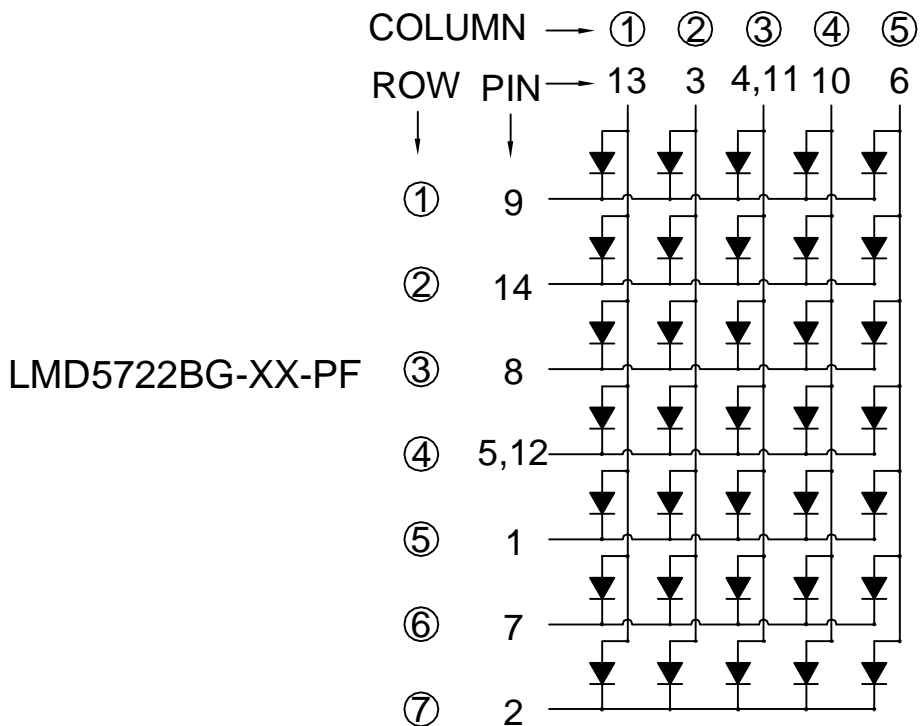 COLUMN → ① ② ③ ④ ⑤
ROW PIN → 13 3 4,11 10 6
① 9
② 14
LMD5722BG-XX-PF ③ 8
④ 5,12
⑤ 1
⑥ 7
⑦ 2